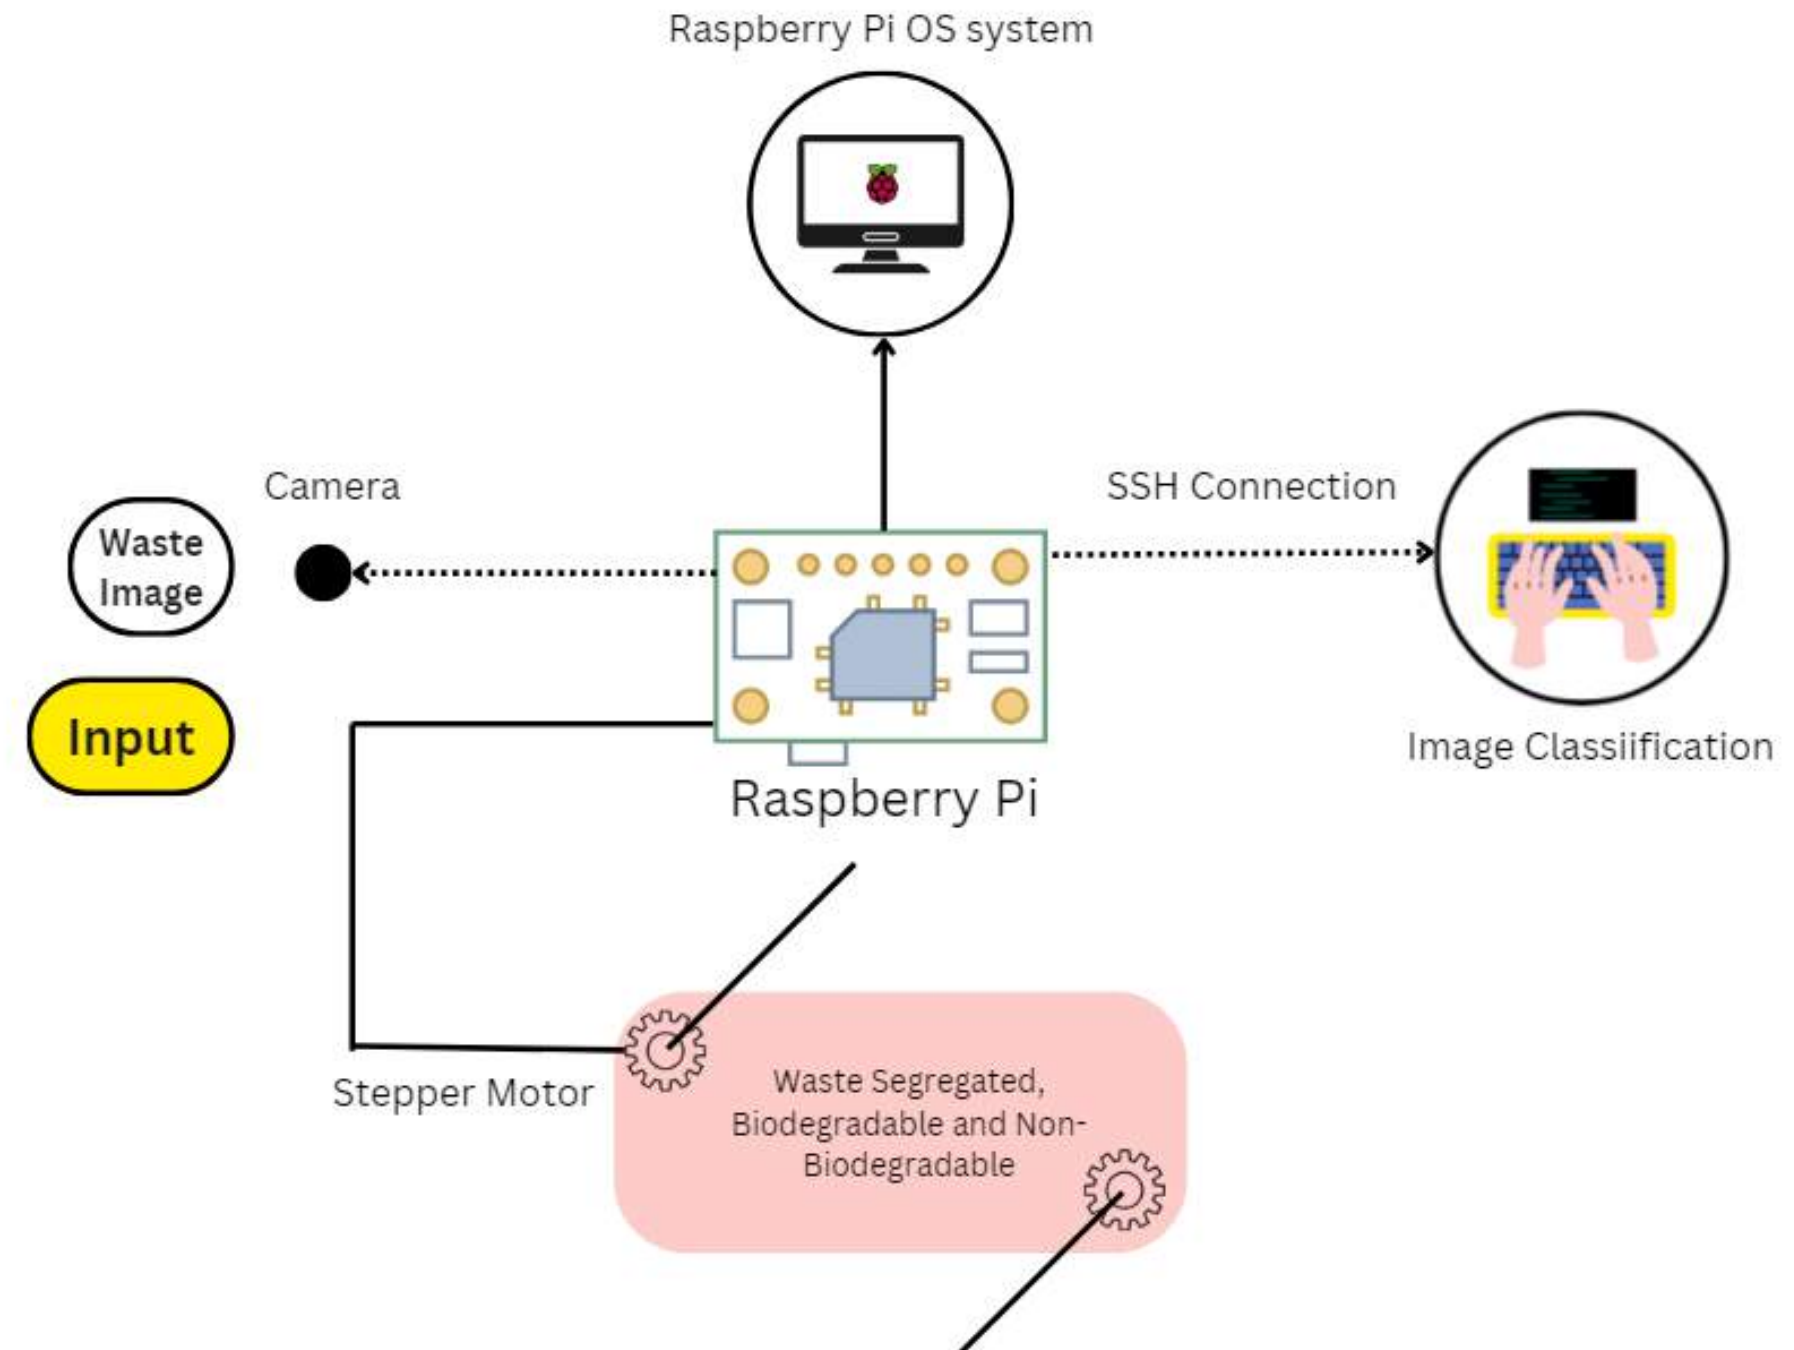 Raspberry Pi OS system
Camera
SSH Connection
Waste
Image
Input
Image Classiification
Raspberry Pi
Stepper Motor
Waste Segregated,
Biodegradable and Non-
Biodegradable